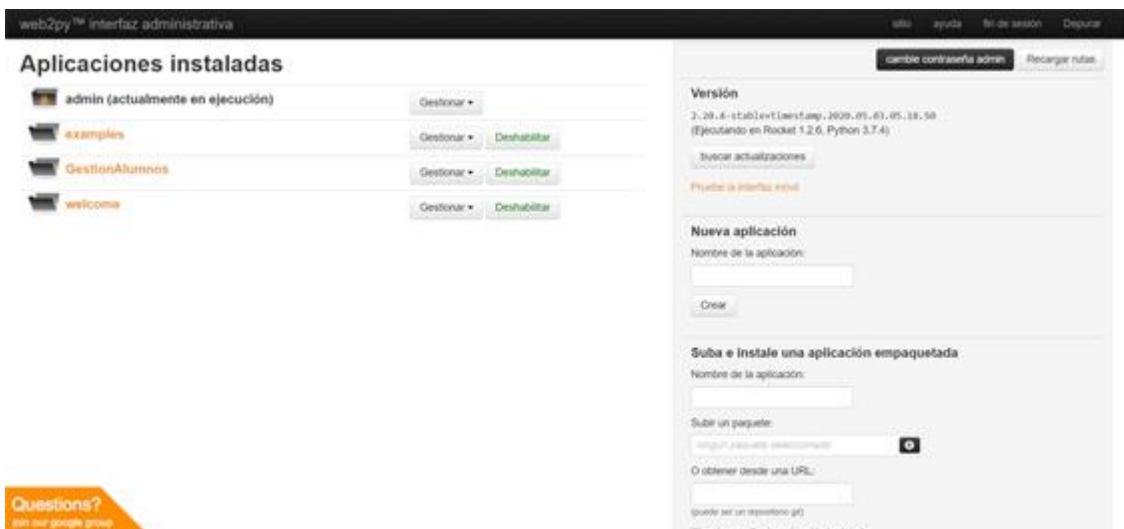 web2py™ interfaz administrativa
sitio ayuda fin de sesión Depurar
Aplicaciones instaladas
cambie contraseña admin Recargar rutas
admin (actualmente en ejecución) Gestionar
examples Gestionar Deshabilitar
GestionAlumnos Gestionar Deshabilitar
welcome Gestionar Deshabilitar
Versión
2.20.4-stable+timestamp.2020.05.03.05.18.50
(Ejecutando en Rocket 1.2.6, Python 3.7.4)
buscar actualizaciones
Pruebe la interfaz móvil
Nueva aplicación
Nombre de la aplicación:
Crear
Suba e instale una aplicación empaquetada
Nombre de la aplicación:
Subir un paquete:
ningún paquete seleccionado
O obtener desde una URL:
(puede ser un repositorio git)
Questions?
join our google group